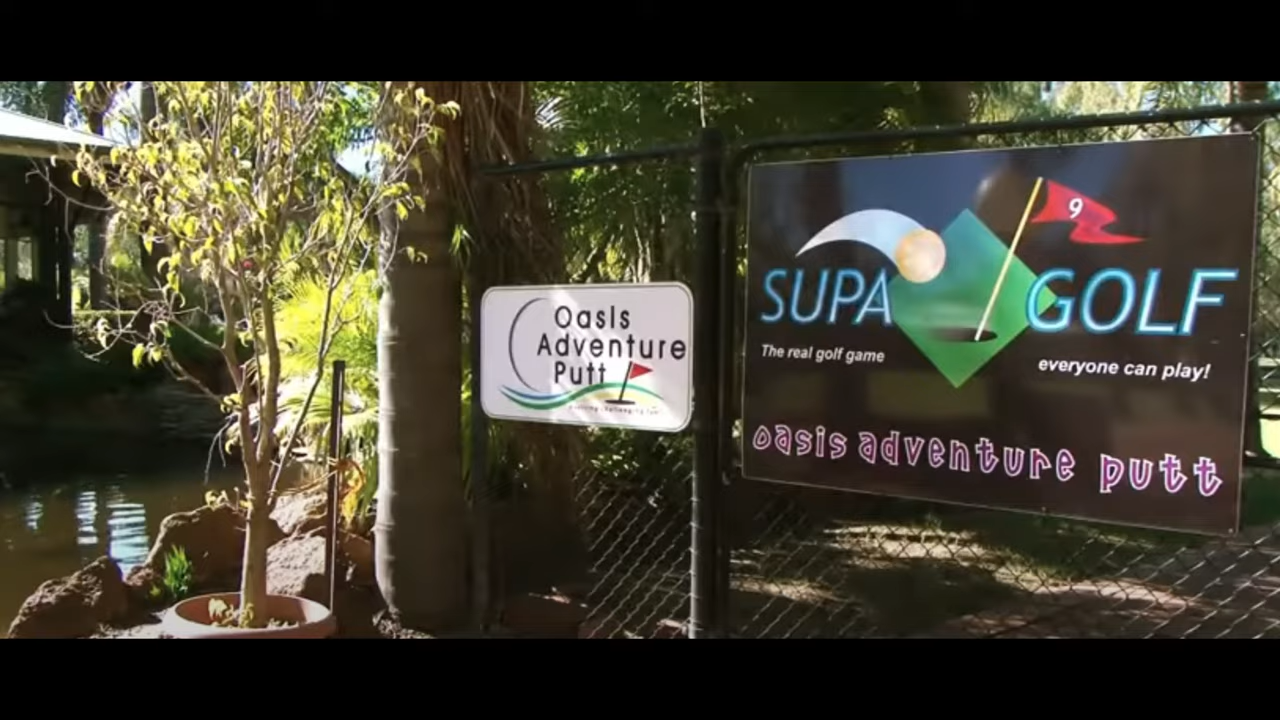 Oasis
Adventure
Putt
SUPA GOLF
9
The real golf game
everyone can play!
oasis adventure putt